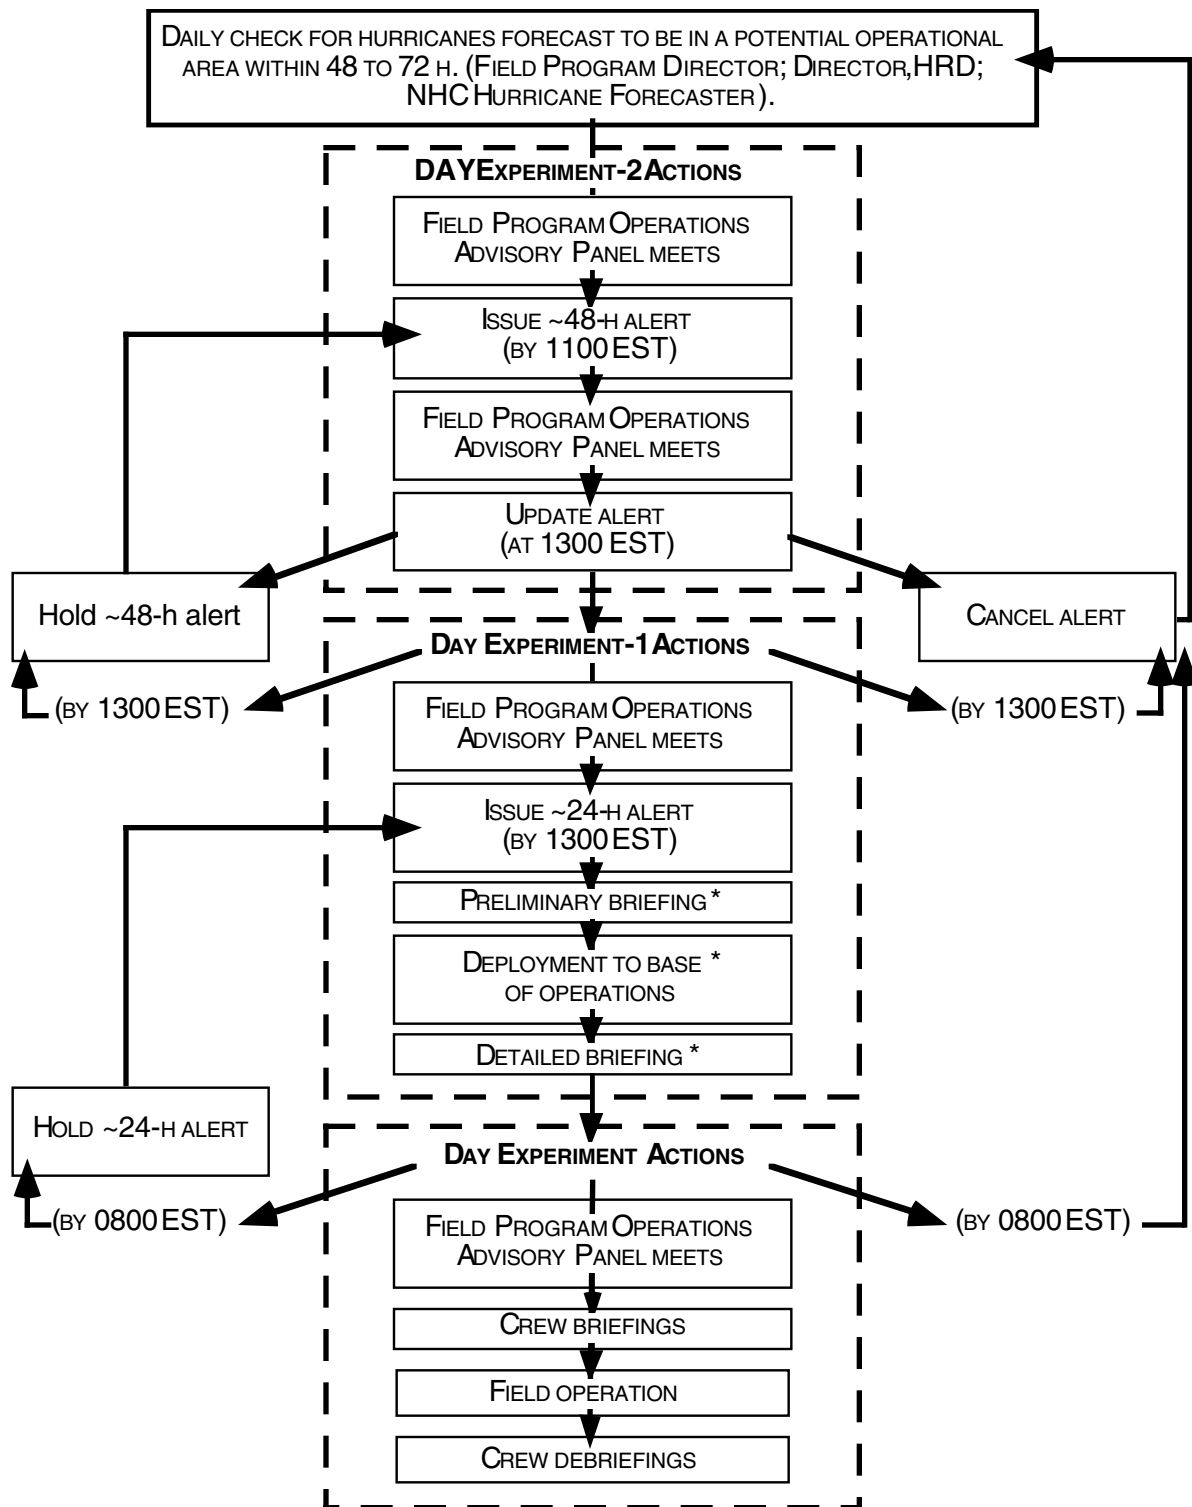 DAILY CHECK FOR HURRICANES FORECAST TO BE IN A POTENTIAL OPERATIONAL
AREA WITHIN 48 TO 72 H. (FIELD PROGRAM DIRECTOR; DIRECTOR,HRD;
NHC HURRICANE FORECASTER).
DAY EXPERIMENT-2 ACTIONS
FIELD PROGRAM OPERATIONS
ADVISORY PANEL MEETS
ISSUE ~48-H ALERT
(BY 1100 EST)
FIELD PROGRAM OPERATIONS
ADVISORY PANEL MEETS
UPDATE ALERT
(AT 1300 EST)
Hold ~48-h alert
CANCEL ALERT
DAY EXPERIMENT-1 ACTIONS
(BY 1300 EST)
(BY 1300 EST)
FIELD PROGRAM OPERATIONS
ADVISORY PANEL MEETS
ISSUE ~24-H ALERT
(BY 1300 EST)
PRELIMINARY BRIEFING *
DEPLOYMENT TO BASE *
OF OPERATIONS
DETAILED BRIEFING *
HOLD ~24-H ALERT
DAY EXPERIMENT ACTIONS
(BY 0800 EST)
(BY 0800 EST)
FIELD PROGRAM OPERATIONS
ADVISORY PANEL MEETS
CREW BRIEFINGS
FIELD OPERATION
CREW DEBRIEFINGS